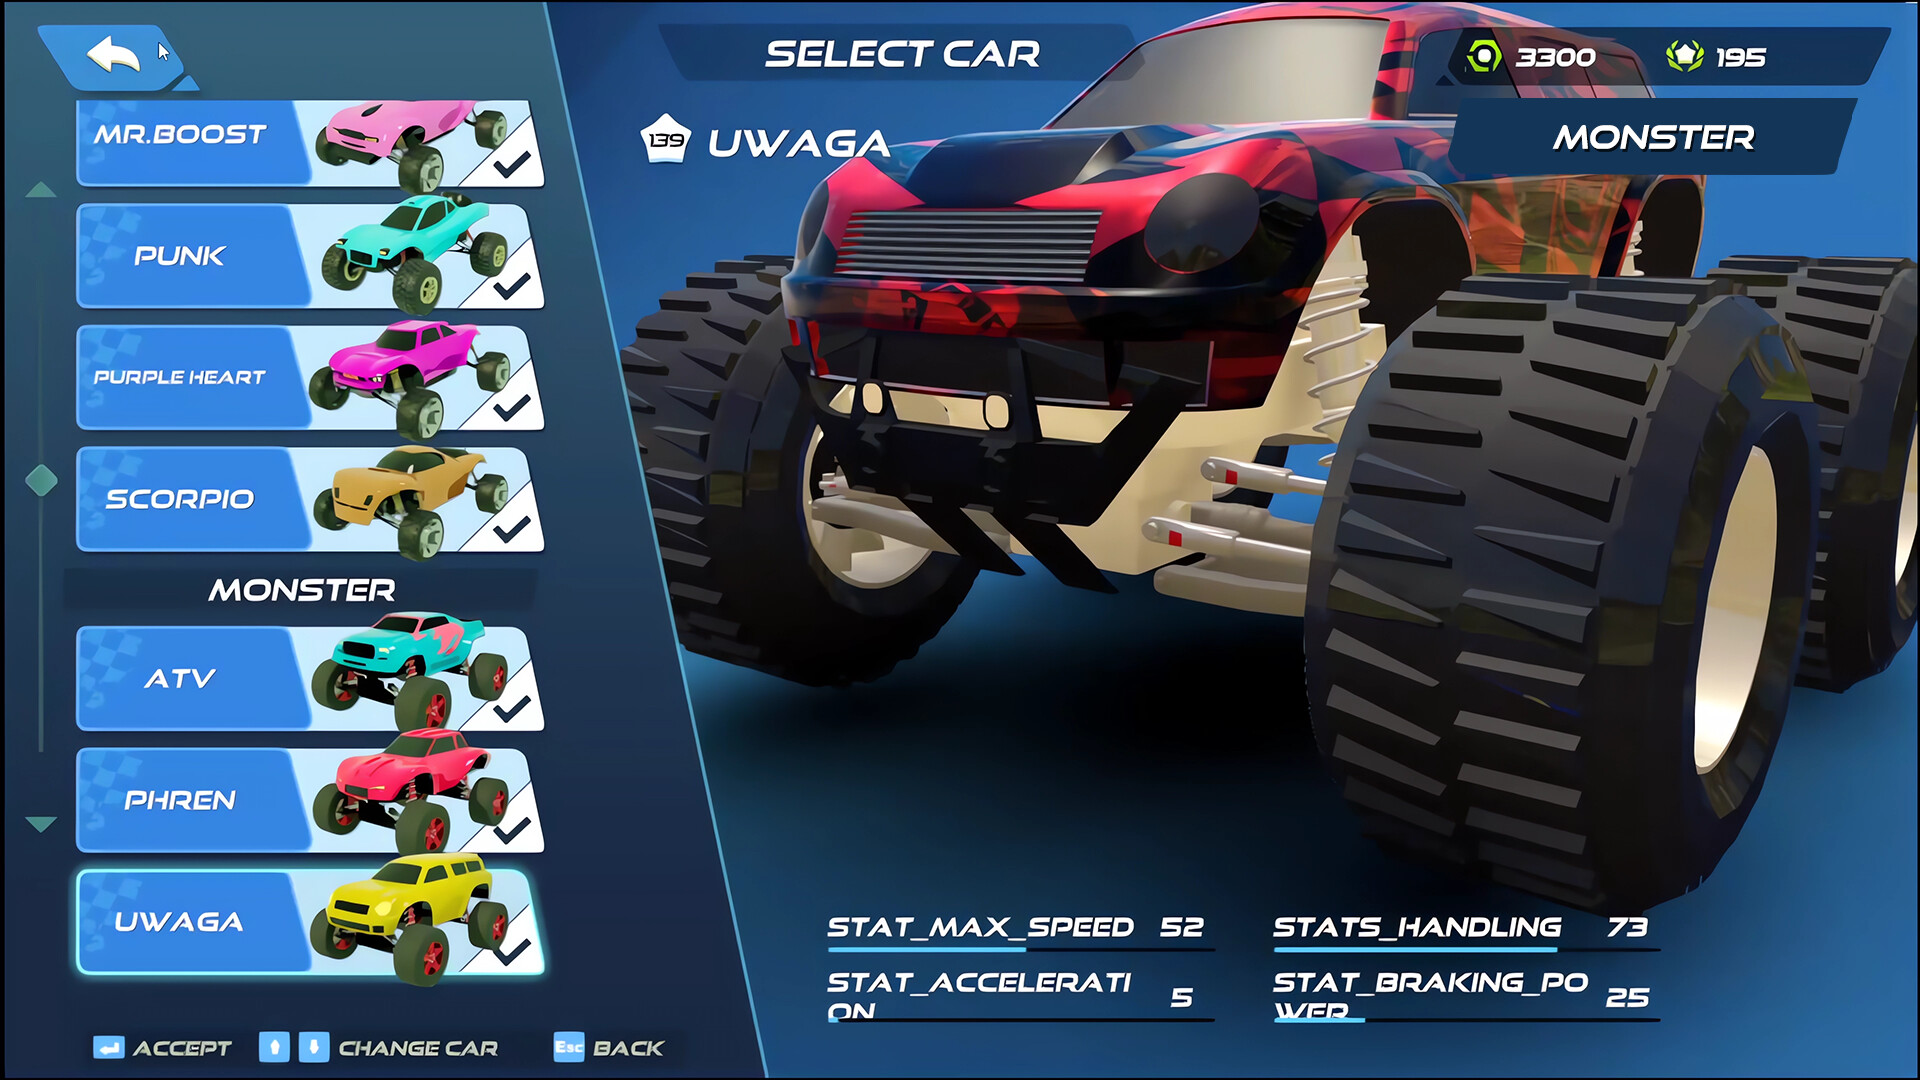 SELECT CAR
3300
195
MONSTER
139
UWAGA
MR.BOOST
PUNK
PURPLE HEART
SCORPIO
MONSTER
ATV
PHREN
UWAGA
STAT_MAX_SPEED 52
STATS_HANDLING 73
STAT_ACCELERATI
ON
5
STAT_BRAKING_PO
WER
25
ACCEPT
CHANGE CAR
Esc BACK